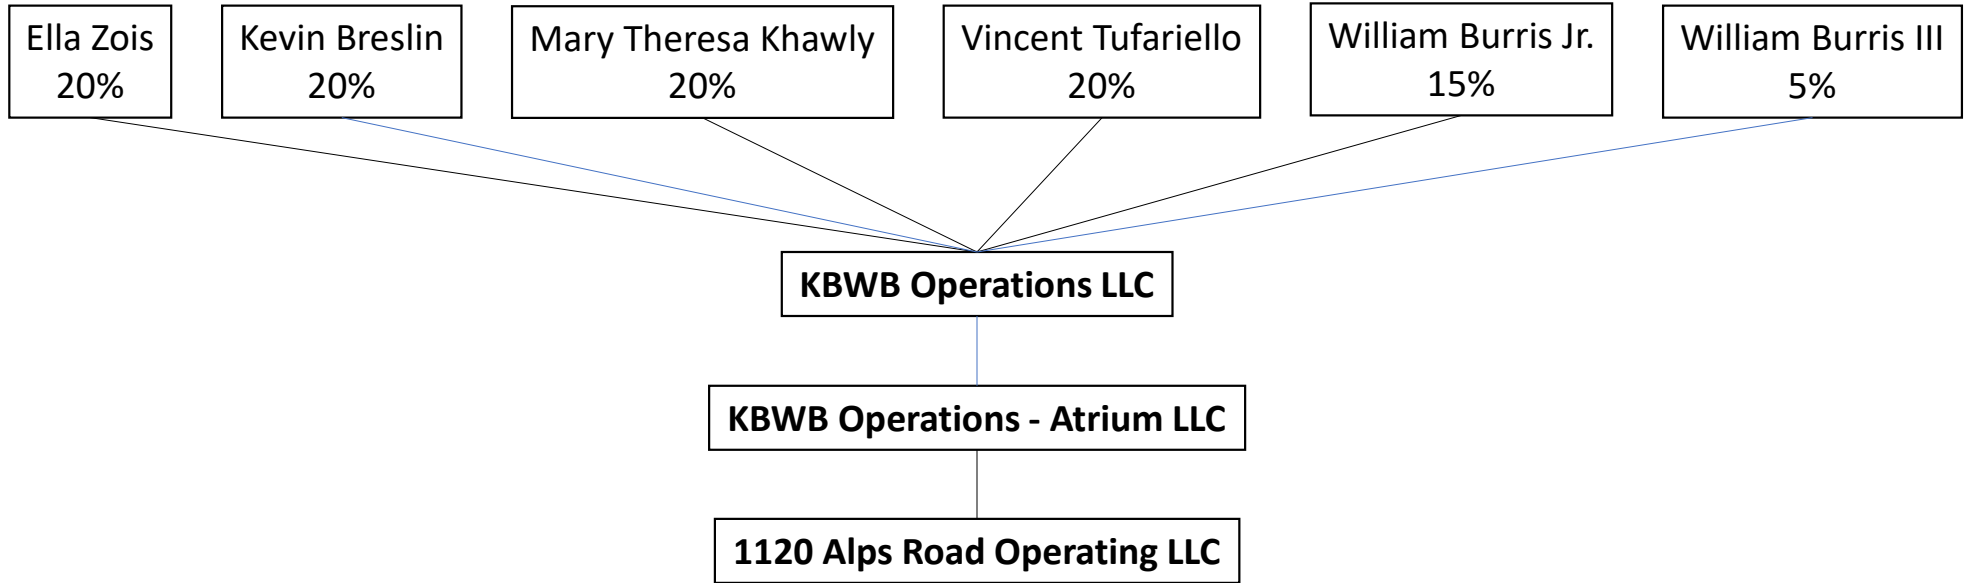 Ella Zois
20%
Kevin Breslin
20%
Mary Theresa Khawly
20%
Vincent Tufariello
20%
William Burris Jr.
15%
William Burris III
5%
KBWB Operations LLC
KBWB Operations - Atrium LLC
1120 Alps Road Operating LLC